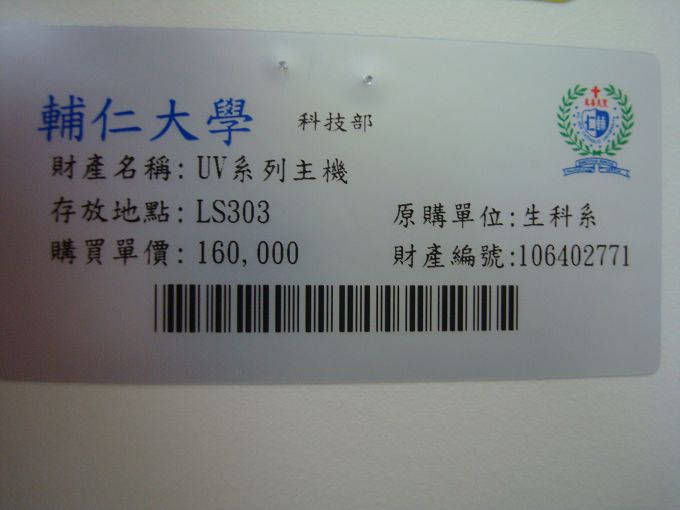 輔仁大學 科技部
財產名稱: UV系列主機
存放地點: LS303 原購單位:生科系
購買單價: 160,000 財產編號:106402771